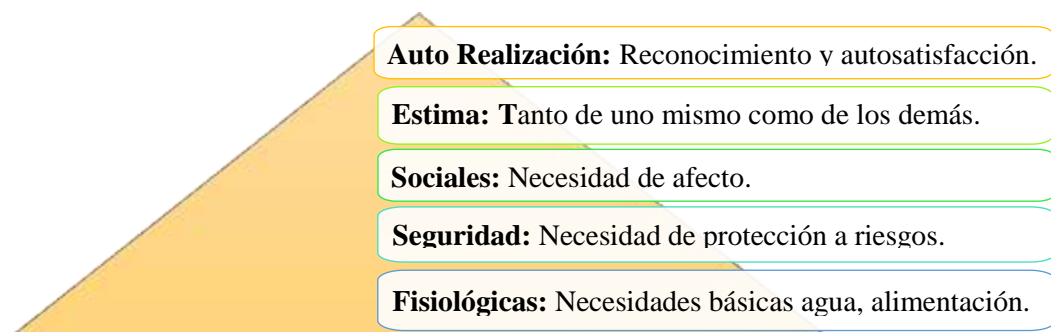 Auto Realización: Reconocimiento y autosatisfacción.
Estima: Tanto de uno mismo como de los demás.
Sociales: Necesidad de afecto.
Seguridad: Necesidad de protección a riesgos.
Fisiológicas: Necesidades básicas agua, alimentación.